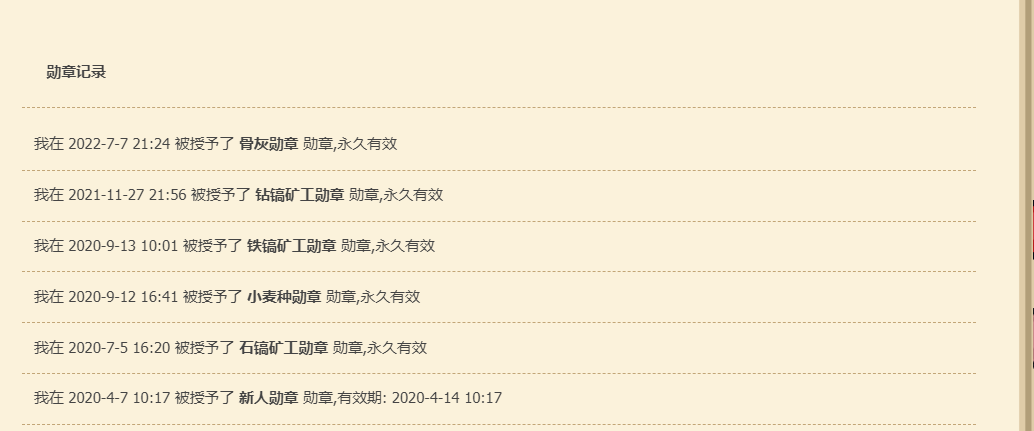 勋章记录
我在 2022-7-7 21:24 被授予了 骨灰勋章 勋章,永久有效
我在 2021-11-27 21:56 被授予了 钻镐矿工勋章 勋章,永久有效
我在 2020-9-13 10:01 被授予了 铁镐矿工勋章 勋章,永久有效
我在 2020-9-12 16:41 被授予了 小麦种勋章 勋章,永久有效
我在 2020-7-5 16:20 被授予了 石镐矿工勋章 勋章,永久有效
我在 2020-4-7 10:17 被授予了 新人勋章 勋章,有效期: 2020-4-14 10:17